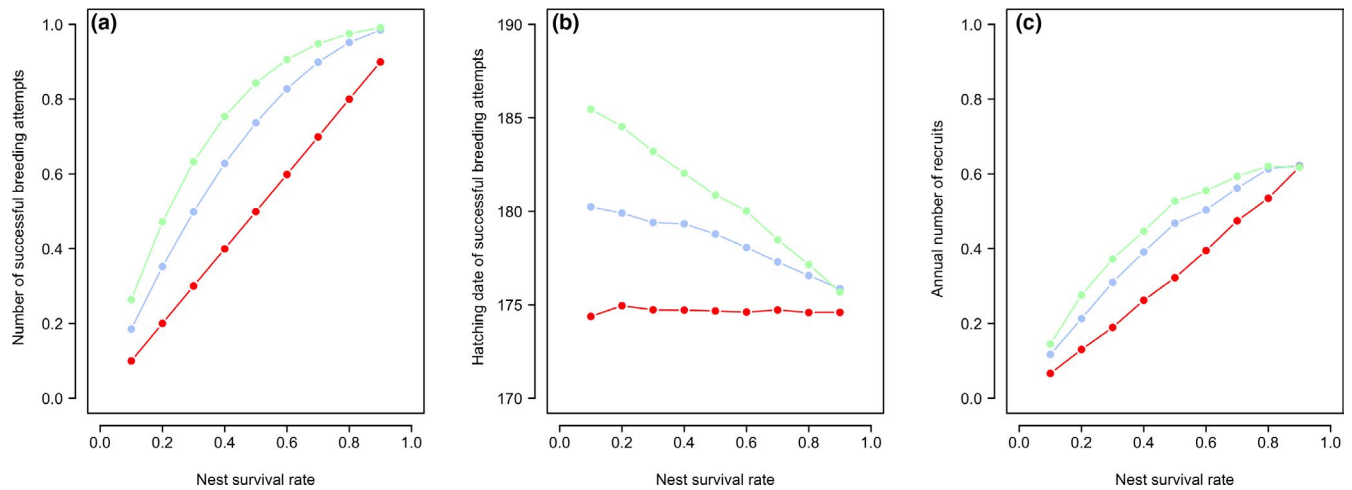 (a)
Number of successful breeding attempts
1.0
0.8
0.6
0.4
0.2
0.0
0.0 0.2 0.4 0.6 0.8 1.0
Nest survival rate
(b)
Hatching date of successful breeding attempts
190
185
180
175
170
0.0 0.2 0.4 0.6 0.8 1.0
Nest survival rate
(c)
Annual number of recruits
1.0
0.8
0.6
0.4
0.2
0.0
0.0 0.2 0.4 0.6 0.8 1.0
Nest survival rate